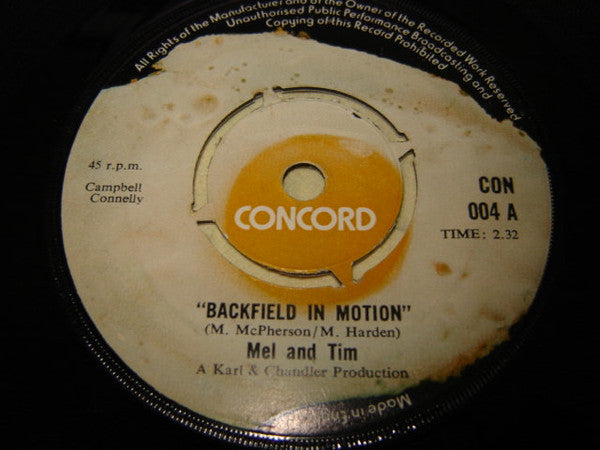 All Rights of the Manufacturer and of the Owner of the Recorded Work Reserved
Unauthorised Public Performance Broadcasting and
Copying of this Record Prohibited
45 r.p.m.
Campbell
Connelly
CON
004 A
TIME: 2.32
CONCORD
"BACKFIELD IN MOTION"
(M. McPherson/M. Harden)
Mel and Tim
A Karl & Chandler Production
Made in Eng